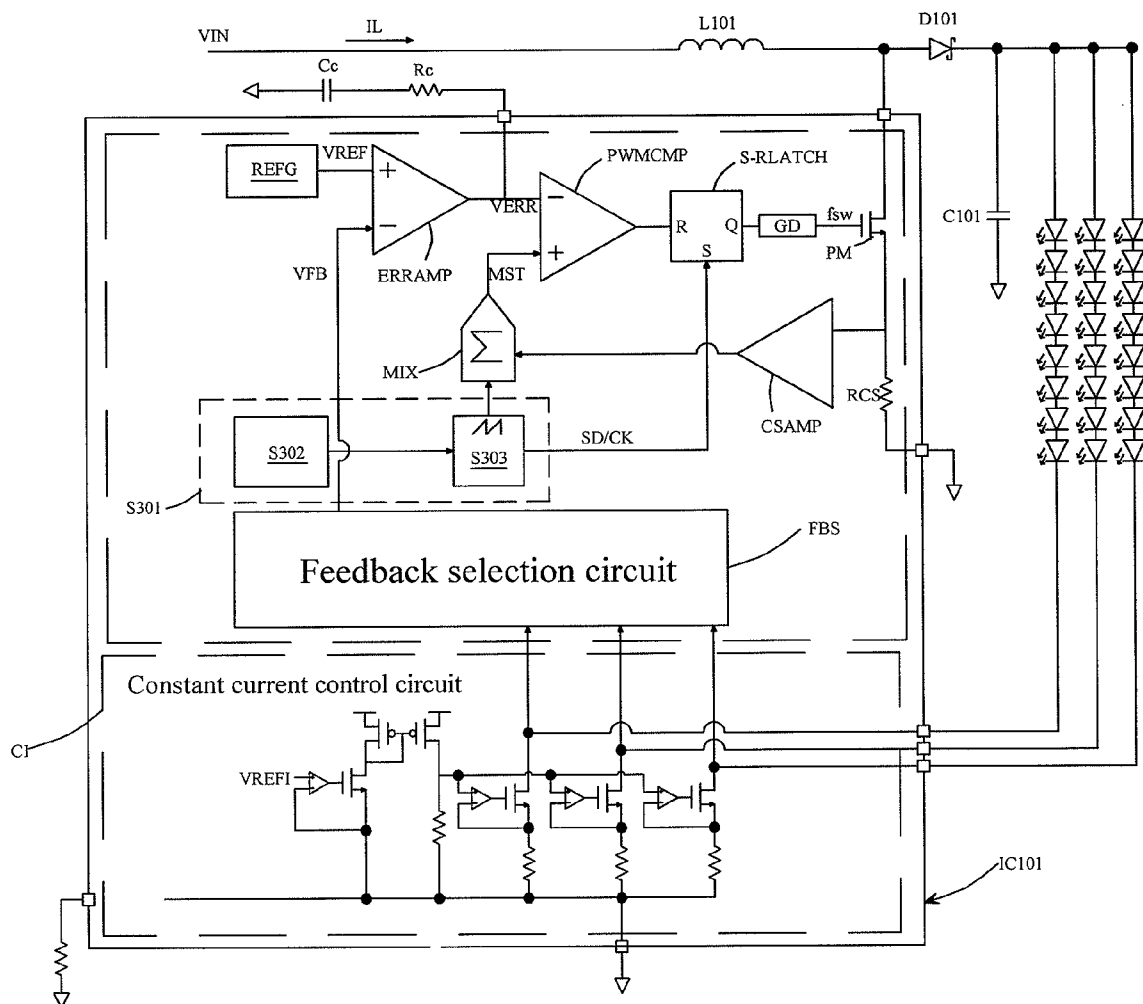 VIN
IL
L101
D101
Cc
Rc
REFG
VREF
PWMCMP
S-RLATCH
VERR
R
Q
S
GD
fsw
PM
C101
VFB
ERRAMP
MST
MIX
Σ
CSAMP
RCS
S302
S303
SD/CK
S301
Feedback selection circuit
FBS
Constant current control circuit
CI
VREFI
IC101